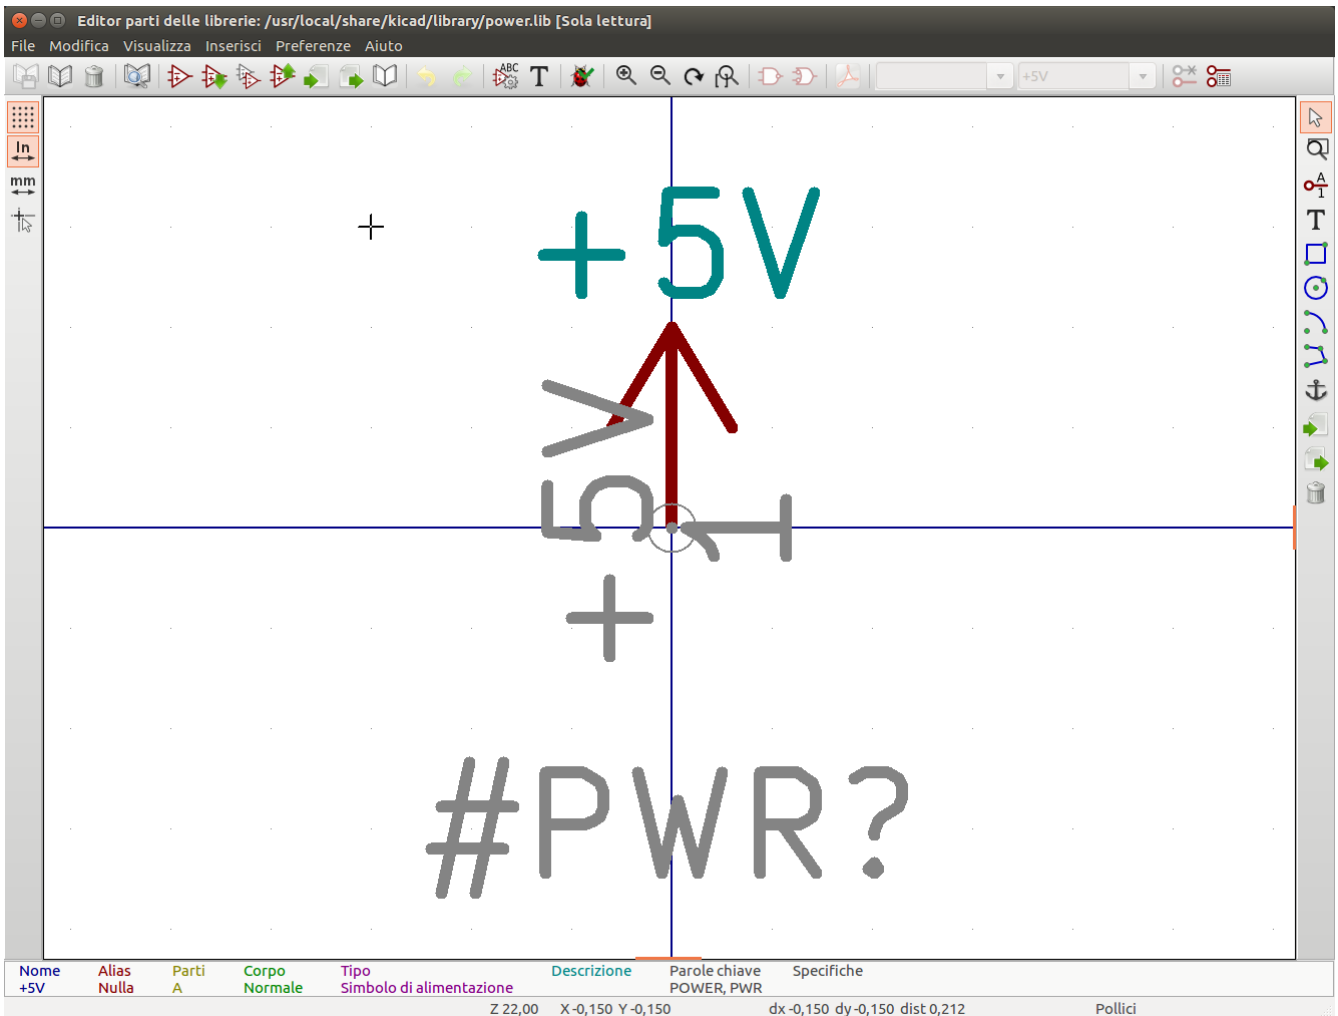 Editor parti delle librerie: /usr/local/share/kicad/library/power.lib [Sola lettura]
File Modifica Visualizza Inserisci Preferenze Aiuto
ABC T +5V
In
mm
A
1
T
+5V
+5V
1
#PWR?
Nome Alias Parti Corpo Tipo Descrizione Parole chiave Specifiche
+5V Nulla A Normale Simbolo di alimentazione POWER, PWR
Z 22,00 X -0,150 Y -0,150 dx -0,150 dy -0,150 dist 0,212 Pollici